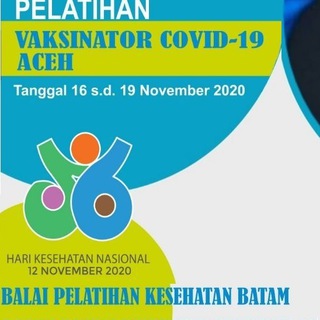 PELATIHAN
VAKSINATOR COVID-19
ACEH
Tanggal 16 s.d. 19 November 2020
56
HARI KESEHATAN NASIONAL
12 NOVEMBER 2020
BALAI PELATIHAN KESEHATAN BATAM